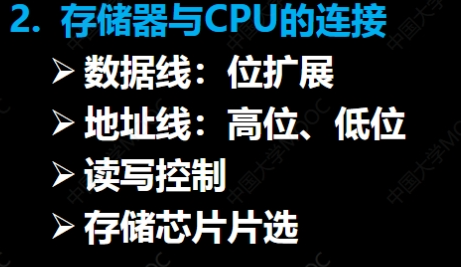 2. 存储器与CPU的连接
➢ 数据线：位扩展
➢ 地址线：高位、低位
➢ 读写控制
➢ 存储芯片片选
中国大学MOOC